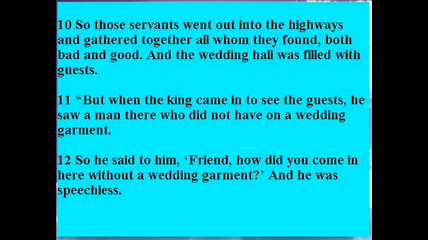 10 So those servants went out into the highways
and gathered together all whom they found, both
bad and good. And the wedding hall was filled with
guests.
11 “But when the king came in to see the guests, he
saw a man there who did not have on a wedding
garment.
12 So he said to him, ‘Friend, how did you come in
here without a wedding garment?’ And he was
speechless.